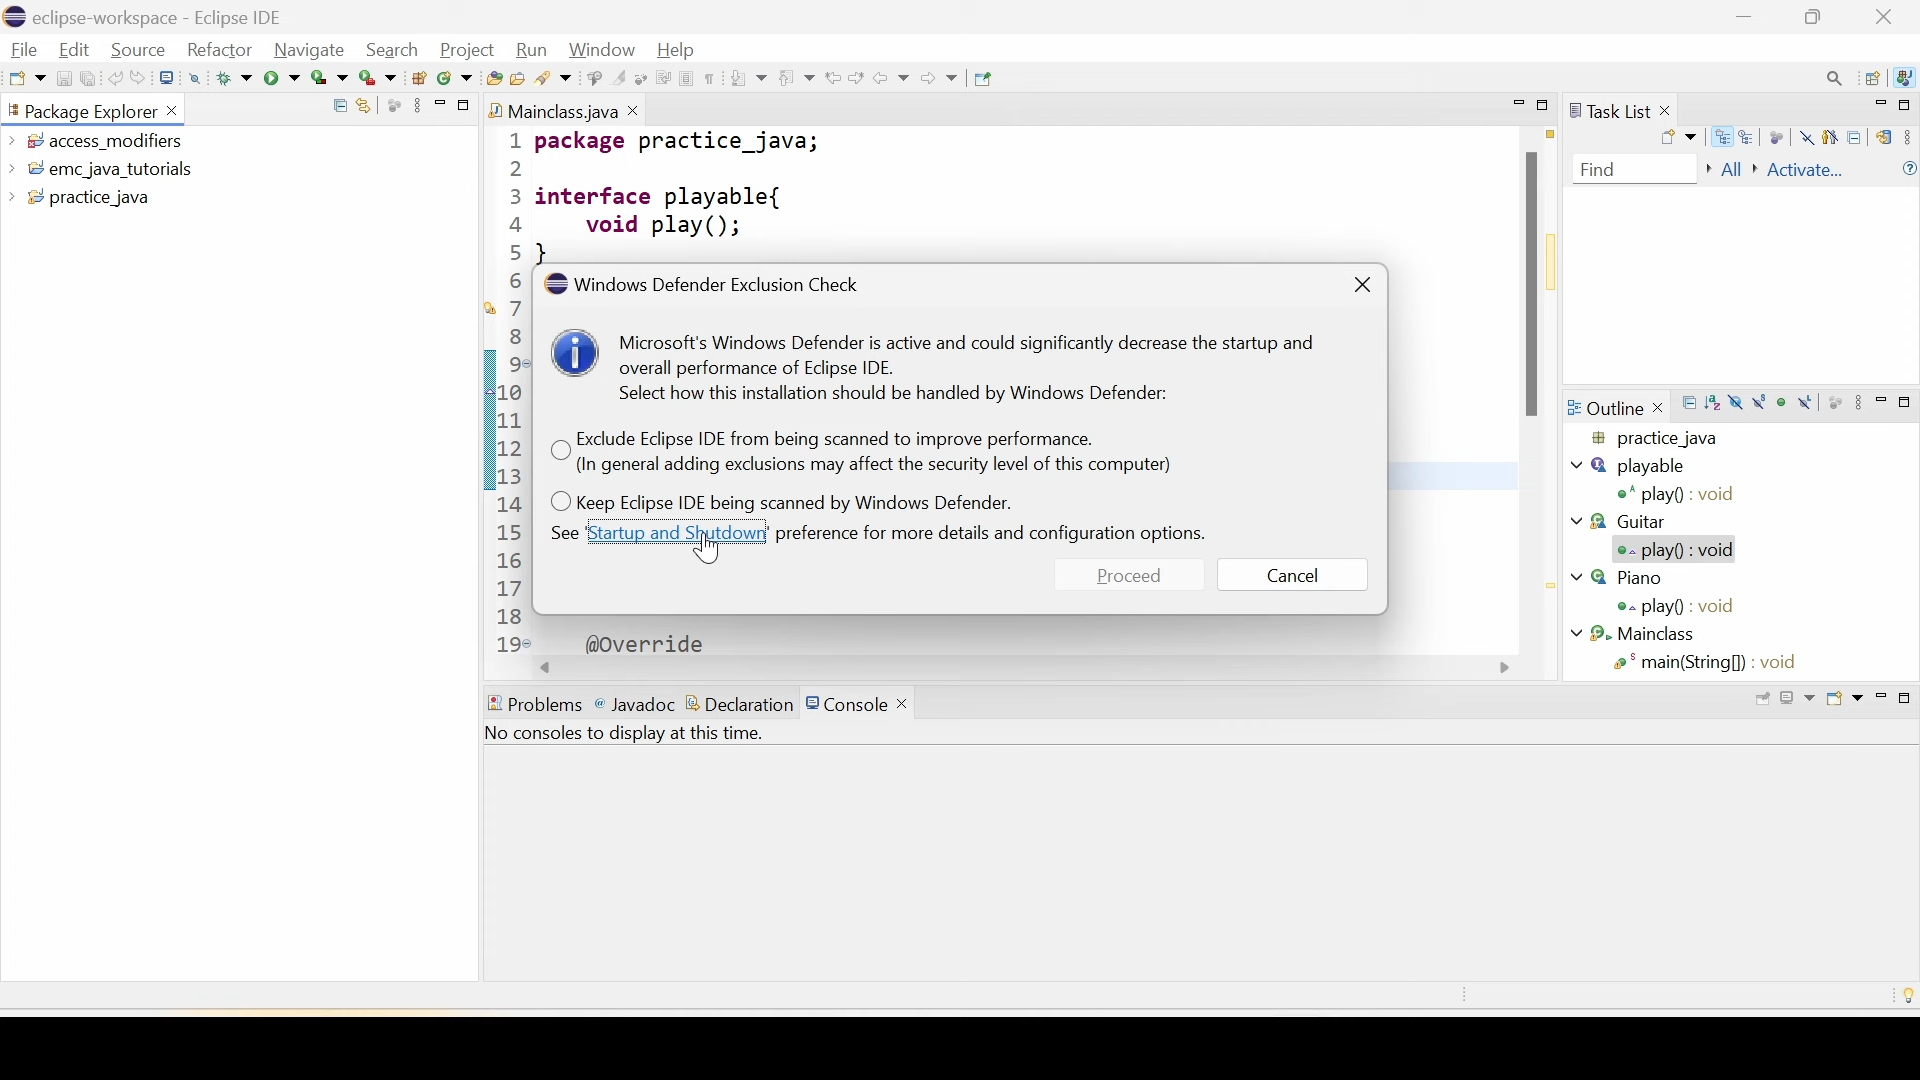 eclipse-workspace - Eclipse IDE
File Edit Source Refactor Navigate Search Project Run Window Help
Package Explorer
access_modifiers
emc_java_tutorials
practice_java
Mainclass.java
1 package practice_java;
2
3 interface playable{
4 void play();
5 }
6
7
8
9
10
11
12
13
14
15
16
17
18
19 @Override
Windows Defender Exclusion Check
Microsoft's Windows Defender is active and could significantly decrease the startup and
overall performance of Eclipse IDE.
Select how this installation should be handled by Windows Defender:
Exclude Eclipse IDE from being scanned to improve performance.
(In general adding exclusions may affect the security level of this computer)
Keep Eclipse IDE being scanned by Windows Defender.
See 'Startup and Shutdown' preference for more details and configuration options.
Proceed Cancel
Task List
Find All Activate...
Outline
practice_java
playable
play() : void
Guitar
play() : void
Piano
play() : void
Mainclass
main(String[]) : void
Problems Javadoc Declaration Console
No consoles to display at this time.